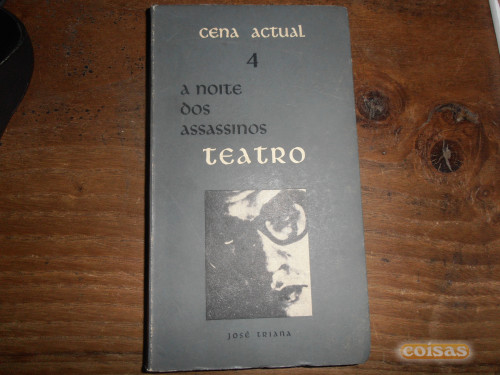 cena actual
4
a noite
dos
assassinos
teatro
josé triana
coisas